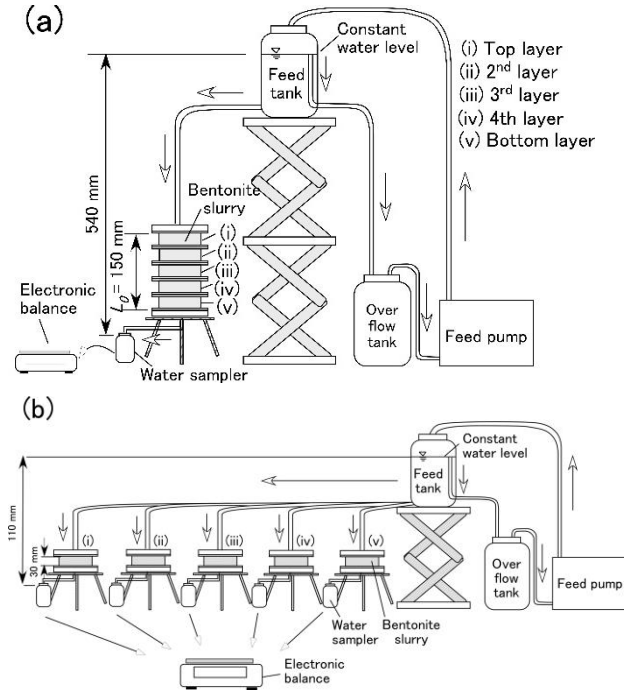 (a)
Constant
water level
Feed
tank
(i) Top layer
(ii) 2nd layer
(iii) 3rd layer
(iv) 4th layer
(v) Bottom layer
540 mm
Bentonite
slurry
L0 = 150 mm
(i)
(ii)
(iii)
(iv)
(v)
Electronic
balance
Water sampler
Over
flow
tank
Feed pump
(b)
Constant
water level
Feed
tank
110 mm
30 mm
(i)
(ii)
(iii)
(iv)
(v)
Over
flow
tank
Feed pump
Water
sampler
Bentonite
slurry
Electronic
balance